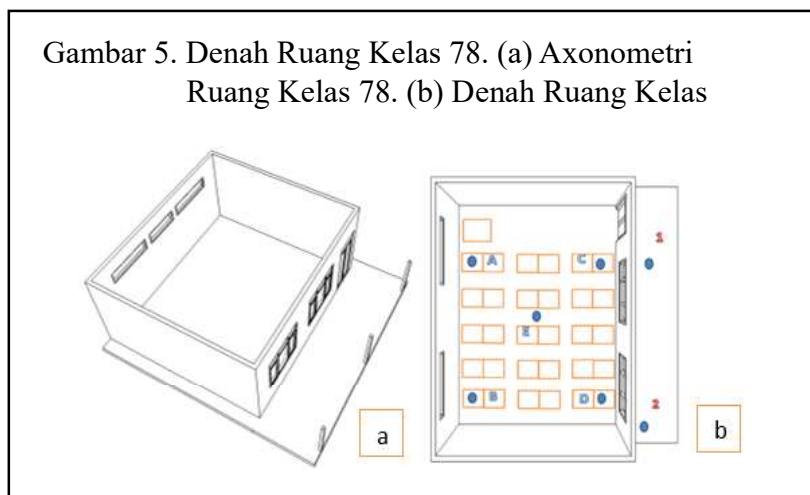 Gambar 5. Denah Ruang Kelas 78. (a) Axonometri
Ruang Kelas 78. (b) Denah Ruang Kelas
1
A
C
E
B
D
2
a
b